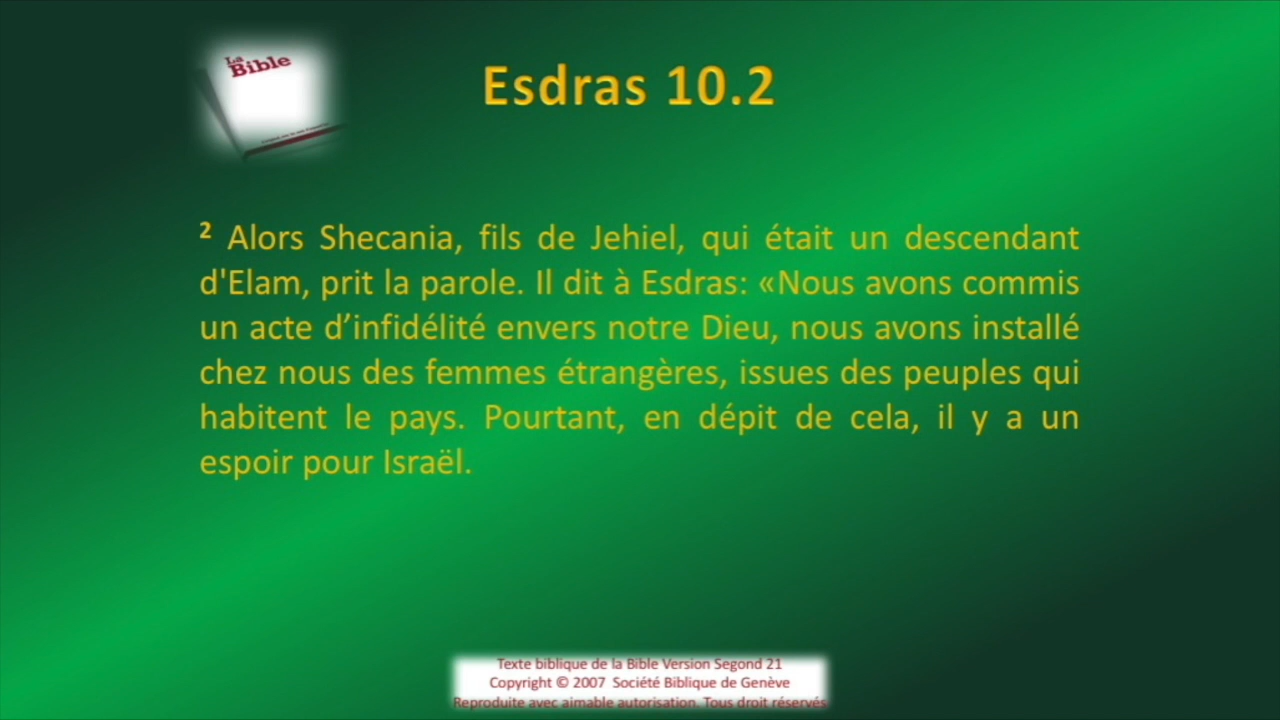 La
Bible
Esdras 10.2
² Alors Shecania, fils de Jehiel, qui était un descendant
d'Elam, prit la parole. Il dit à Esdras: «Nous avons commis
un acte d’infidélité envers notre Dieu, nous avons installé
chez nous des femmes étrangères, issues des peuples qui
habitent le pays. Pourtant, en dépit de cela, il y a un
espoir pour Israël.
Texte biblique de la Bible Version Segond 21
Copyright © 2007 Société Biblique de Genève
Reproduite avec aimable autorisation. Tous droit réservés